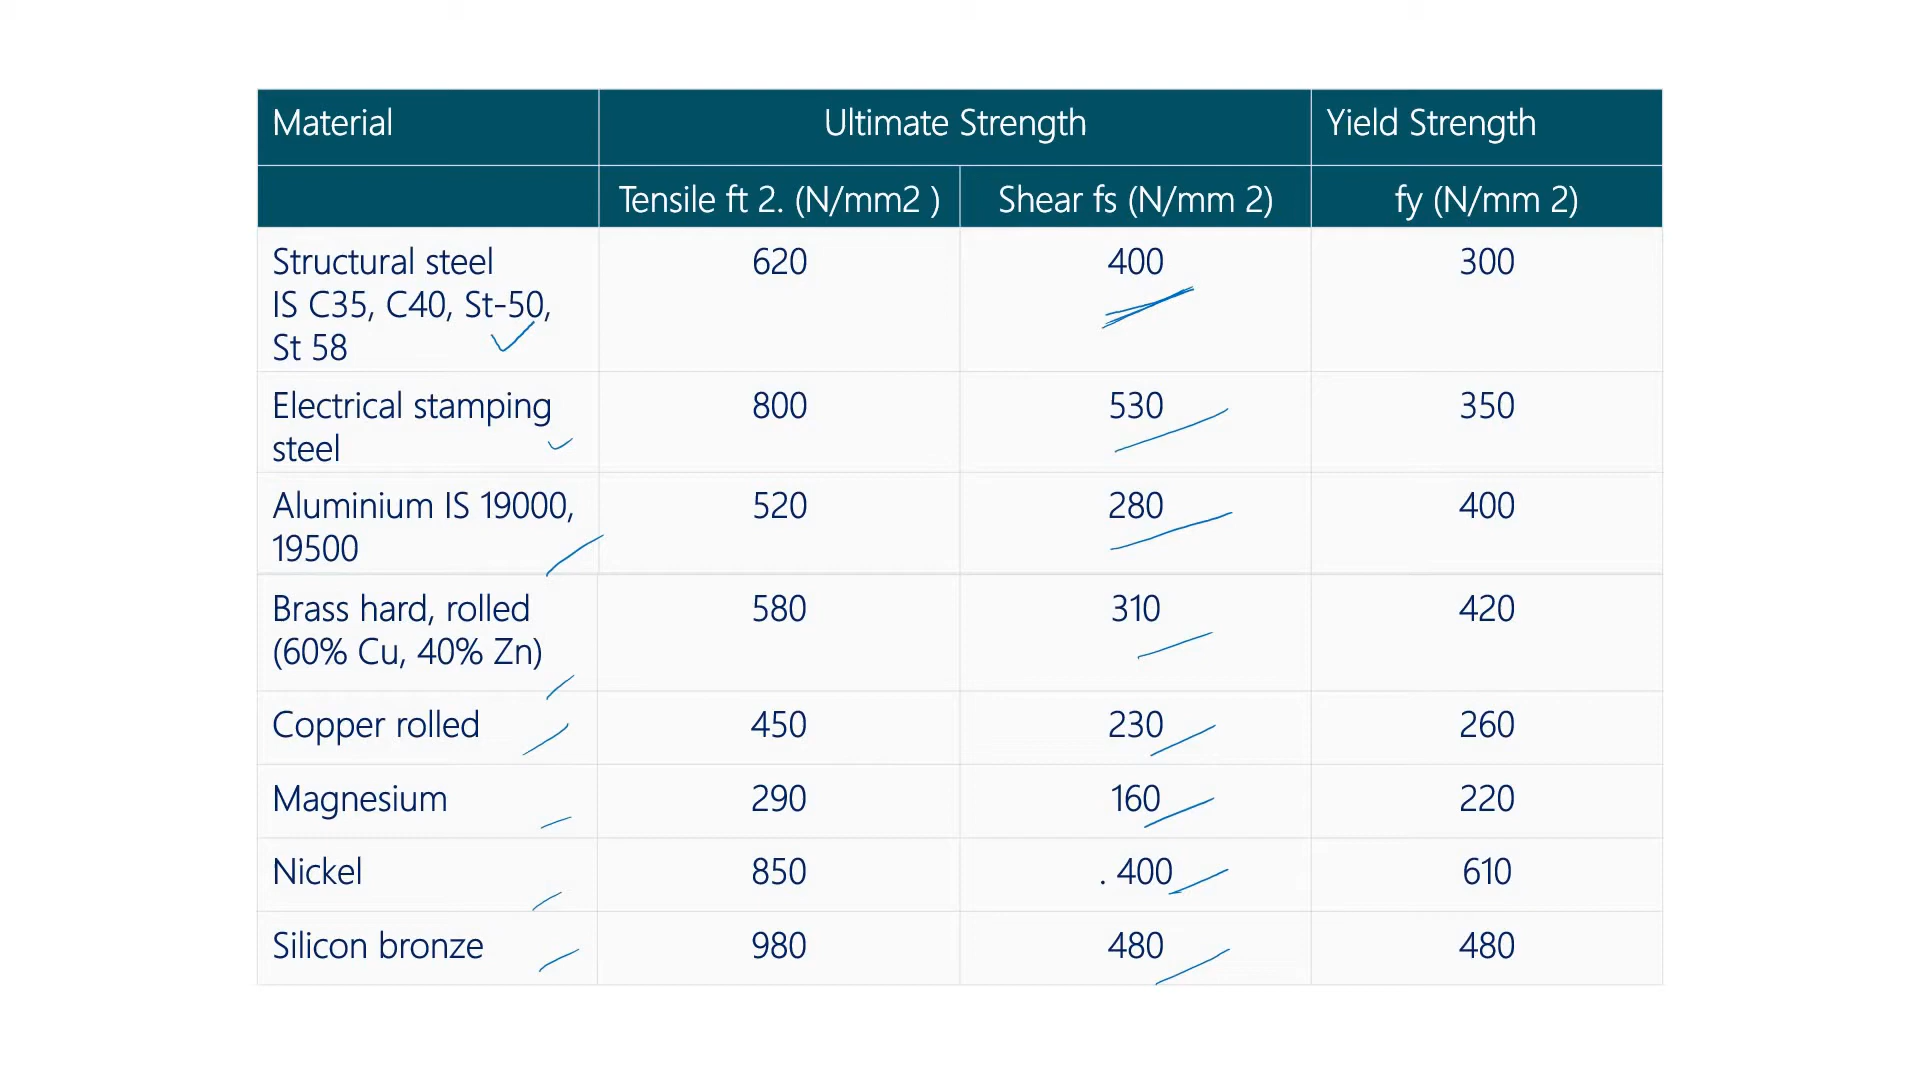 Material Ultimate Strength Yield Strength
Tensile ft 2. (N/mm2 ) Shear fs (N/mm 2) fy (N/mm 2)
Structural steel 620 400 300
IS C35, C40, St-50,
St 58
Electrical stamping 800 530 350
steel
Aluminium IS 19000, 520 280 400
19500
Brass hard, rolled 580 310 420
(60% Cu, 40% Zn)
Copper rolled 450 230 260
Magnesium 290 160 220
Nickel 850 . 400 610
Silicon bronze 980 480 480